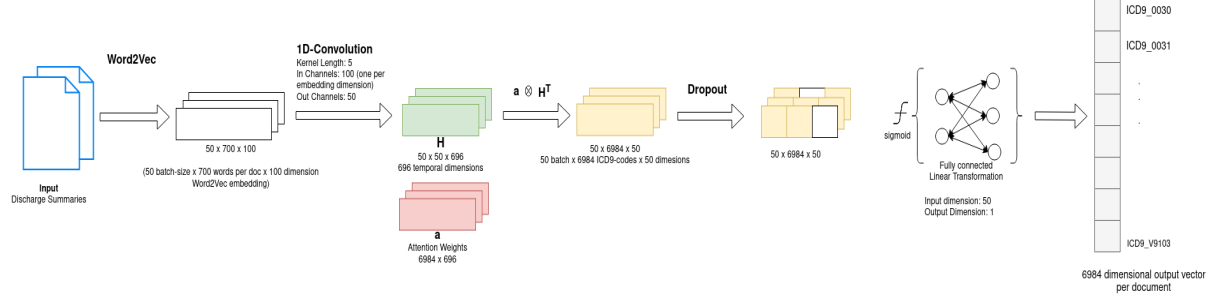 Input
Discharge Summaries
Word2Vec
50 x 700 x 100
(50 batch-size x 700 words per doc x 100 dimension
Word2Vec embedding)
1D-Convolution
Kernel Length: 5
In Channels: 100 (one per
embedding dimension)
Out Channels: 50
H
50 x 50 x 696
696 temporal dimensions
a
Attention Weights
6984 x 696
a ⊗ Hᵀ
50 x 6984 x 50
50 batch x 6984 ICD9-codes x 50 dimesions
Dropout
50 x 6984 x 50
sigmoid
Fully connected
Linear Transformation
Input dimension: 50
Output Dimension: 1
ICD9_0030
ICD9_0031
.
.
.
ICD9_V9103
6984 dimensional output vector
per document